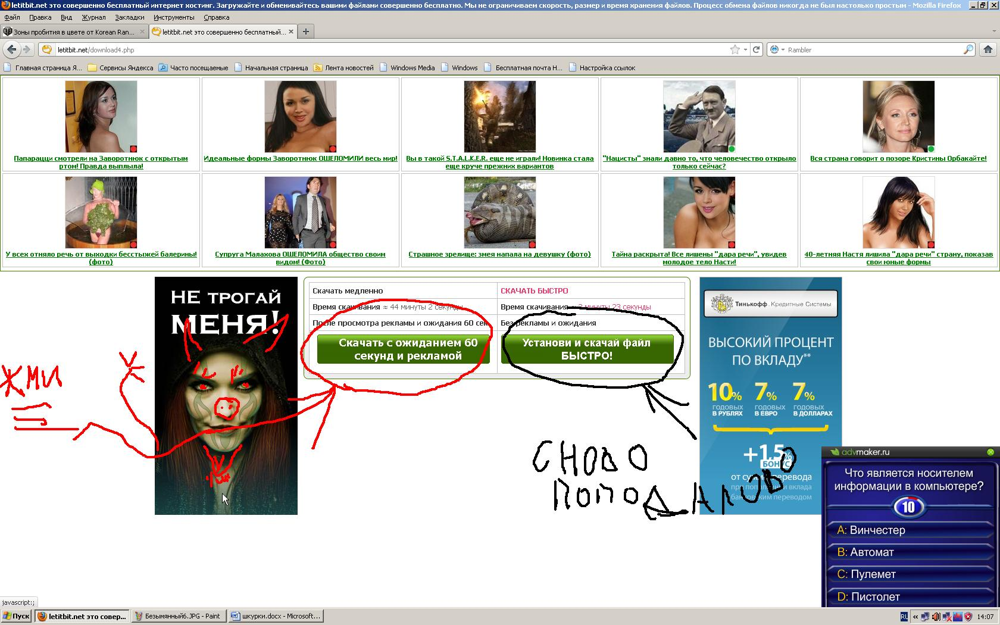 letitbit.net это совершенно бесплатный интернет хостинг. Загружайте и обменивайтесь вашими файлами совершенно бесплатно. Мы не ограничиваем скорость, размер и время хранения файлов. Процесс обмена файлов никогда не был настолько простым - Mozilla Firefox
Файл Правка Вид Журнал Закладки Инструменты Справка
Зоны пробития в цвете от Korean Ran... letitbit.net это совершенно бесплатный...
letitbit.net/download4.php Rambler
Главная страница Я... Сервисы Яндекса Часто посещаемые Начальная страница Лента новостей Windows Media Windows Бесплатная почта H... Настройка ссылок
Папарацци смотрели на Заворотнюк с открытым
ртом! Правда выплыла!
Идеальные формы Заворотнюк ОШЕЛОМИЛИ весь мир!
Вы в такой S.T.A.L.K.E.R. еще не играли! Новинка стала
еще круче прежних вариантов
"Нацисты" знали давно то, что человечество открыло
только сейчас?
Вся страна говорит о позоре Кристины Орбакайте!
У всех отняло речь от выходки бесстыжей балерины!
(фото)
Супруга Малахова ОШЕЛОМИЛА общество своим
видом! (Фото)
Страшное зрелище: змея напала на девушку (фото)
Тайна раскрыта! Все лишены "дара речи", увидев
молодое тело Насти!
40-летняя Настя лишила "дара речи" страну, показав
свои юные формы
НЕ ТРОГАЙ
МЕНЯ!
Скачать медленно СКАЧАТЬ БЫСТРО
Время скачивания ≈ 44 минуты 2 секунды Время скачивания ≈ 2 минуты 23 секунды
После просмотра рекламы и ожидания 60 сек Без рекламы и ожидания
Скачать с ожиданием 60
секунд и рекламой
Установи и скачай файл
БЫСТРО!
ЖМИ
СНОВО
ПОПОДАЛОВО
Тинькофф . Кредитные Системы
ВЫСОКИЙ ПРОЦЕНТ
ПО ВКЛАДУ**
10% 7% 7%
ГОДОВЫХ ГОДОВЫХ ГОДОВЫХ
В РУБЛЯХ В ЕВРО В ДОЛЛАРАХ
+1,5%
БОНУС
advmaker.ru
Что является носителем
информации в компьютере?
10
A: Винчестер
B: Автомат
C: Пулемет
D: Пистолет
javascript:;
Пуск letitbit.net это совер... Безымянный6.JPG - Paint шкурки.docx - Microsoft... RU « 14:07